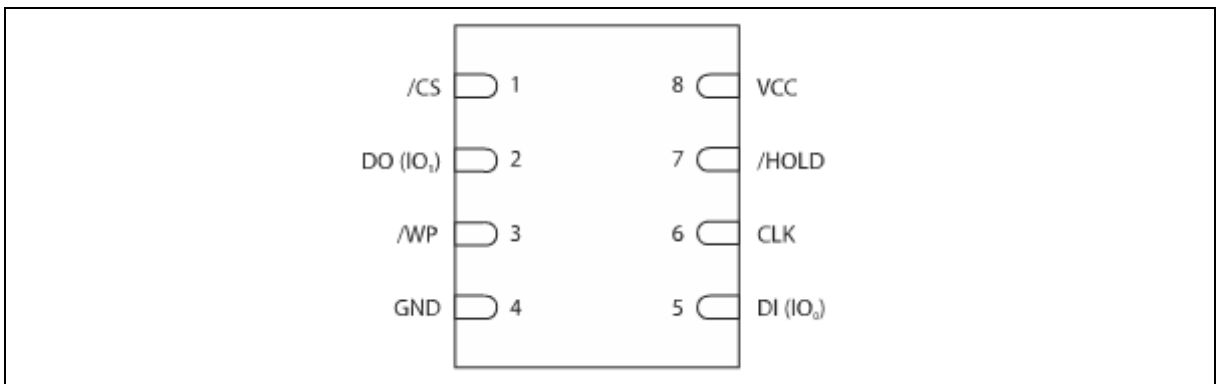 /CS 1 8 VCC
DO (IO₁) 2 7 /HOLD
/WP 3 6 CLK
GND 4 5 DI (IO₀)